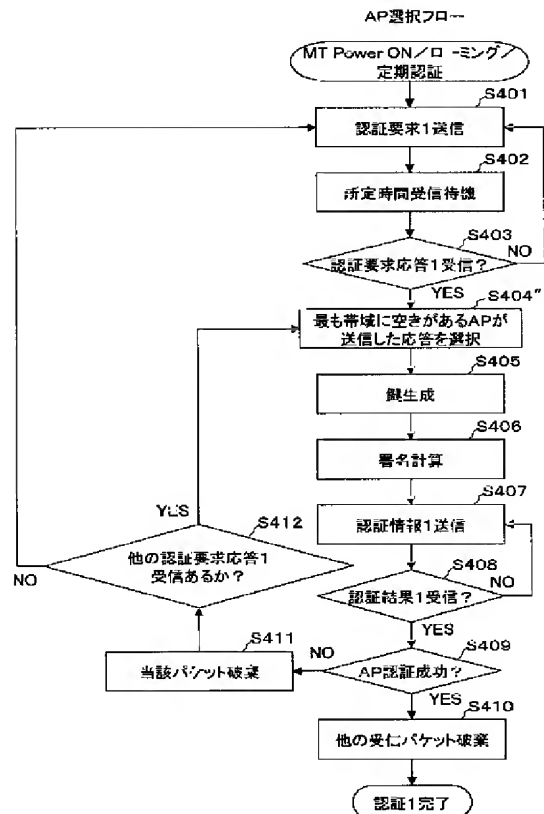 AP選択フロー
MT Power ON/ローミング/
定期認証
S401
認証要求1送信
S402
所定時間受信待機
S403
認証要求応答1受信?
NO
YES
S404"
最も帯域に空きがあるAPが
送信した応答を選択
S405
鍵生成
S406
署名計算
S407
認証情報1送信
S408
認証結果1受信?
NO
YES
S409
AP認証成功?
NO
YES
S410
他の受信パケット破棄
認証1完了
S411
当該パケット破棄
S412
他の認証要求応答1
受信あるか?
YES
NO